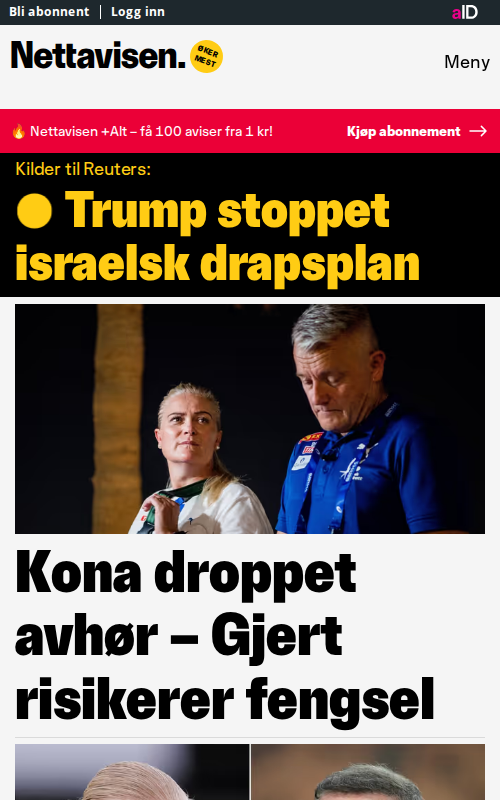 Bli abonnent | Logg inn
aID
Nettavisen.
ØKER
MEST
Meny
🔥 Nettavisen +Alt – få 100 aviser fra 1 kr!
Kjøp abonnement →
Kilder til Reuters:
Trump stoppet
israelsk drapsplan
Kona droppet
avhør – Gjert
risikerer fengsel